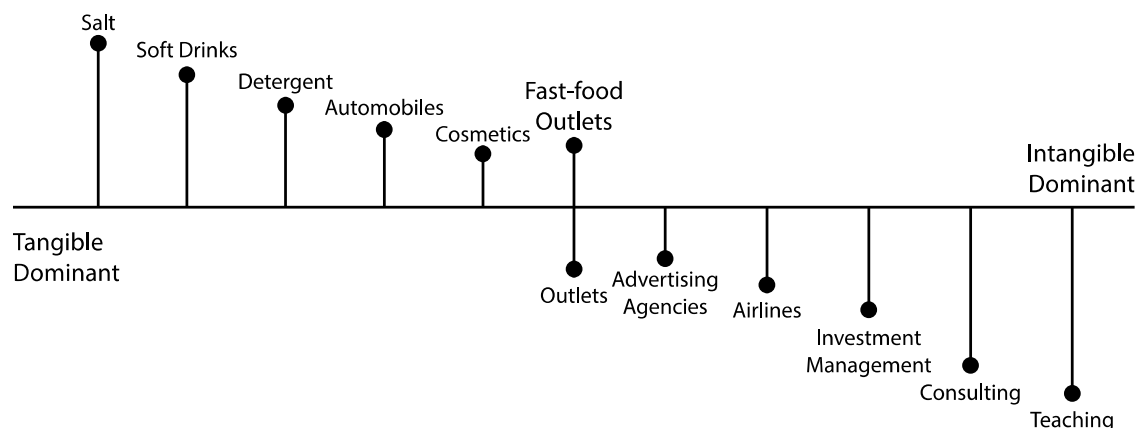 Salt
Soft Drinks
Detergent
Automobiles
Cosmetics
Fast-food
Outlets
Intangible
Dominant
Tangible
Dominant
Outlets
Advertising
Agencies
Airlines
Investment
Management
Consulting
Teaching